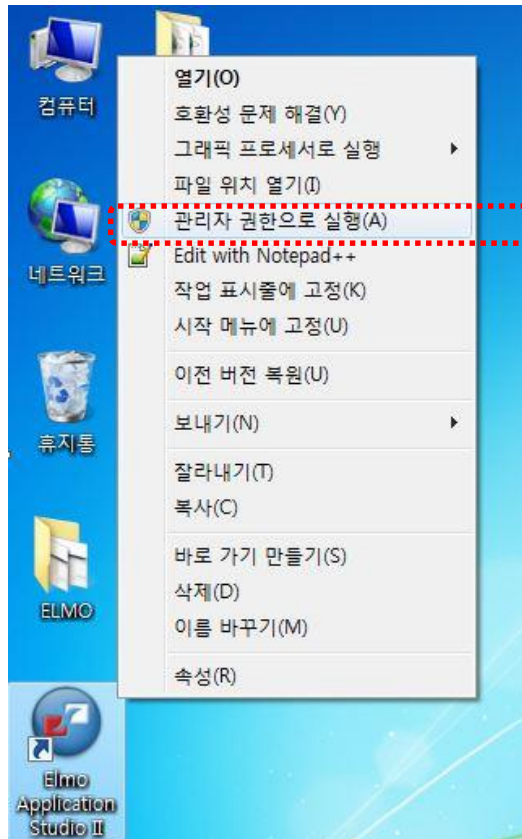 컴퓨터
네트워크
휴지통
ELMO
Elmo
Application
Studio II
열기(O)
호환성 문제 해결(Y)
그래픽 프로세서로 실행
파일 위치 열기(I)
관리자 권한으로 실행(A)
Edit with Notepad++
작업 표시줄에 고정(K)
시작 메뉴에 고정(U)
이전 버전 복원(U)
보내기(N)
잘라내기(T)
복사(C)
바로 가기 만들기(S)
삭제(D)
이름 바꾸기(M)
속성(R)